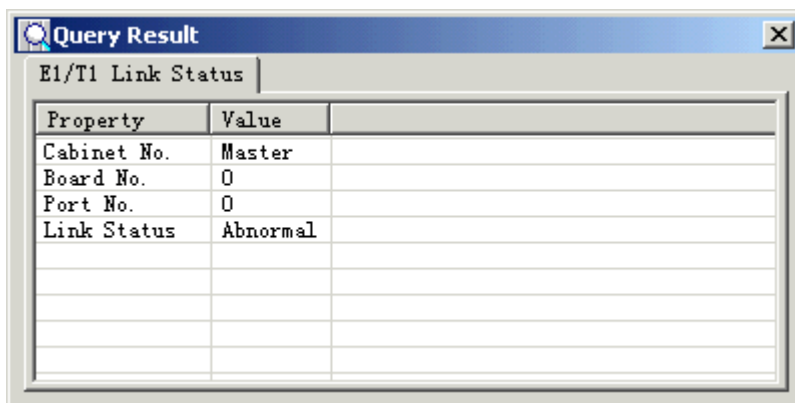 Query Result
E1/T1 Link Status
Property Value
Cabinet No. Master
Board No. 0
Port No. 0
Link Status Abnormal